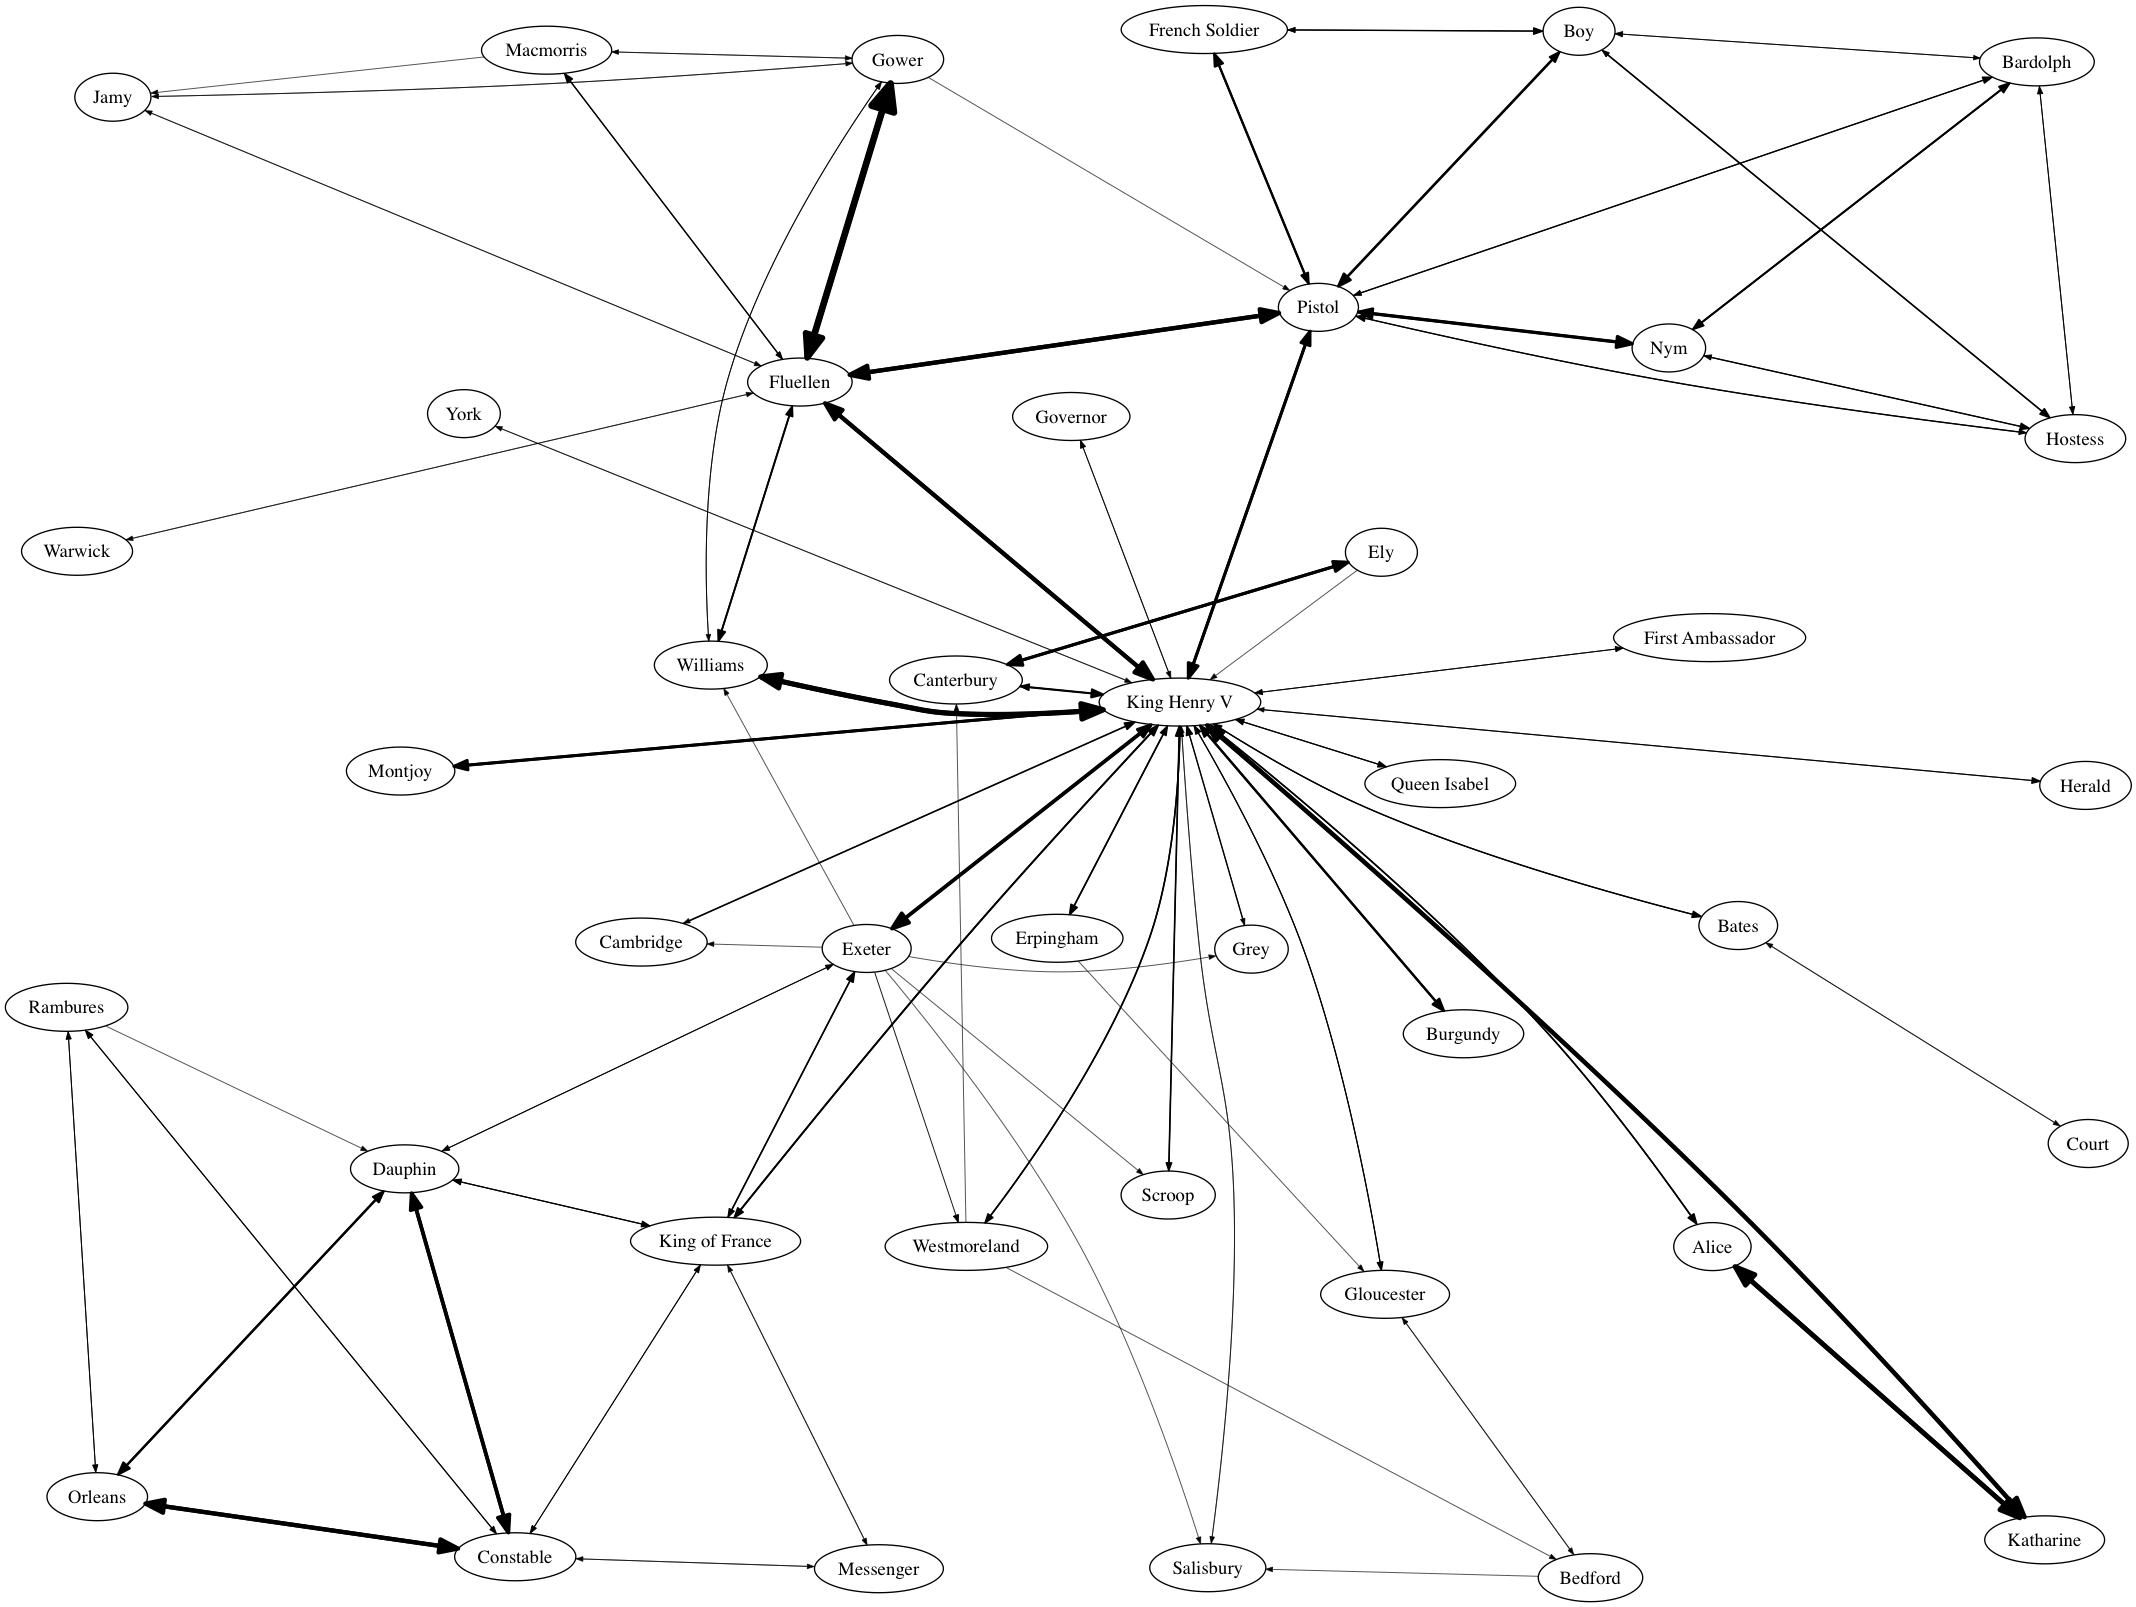 French Soldier
Boy
Macmorris
Gower
Bardolph
Jamy
Pistol
Nym
Fluellen
York
Governor
Hostess
Warwick
Ely
First Ambassador
Williams
Canterbury
King Henry V
Montjoy
Queen Isabel
Herald
Bates
Cambridge
Exeter
Erpingham
Grey
Rambures
Burgundy
Court
Dauphin
Scroop
King of France
Westmoreland
Alice
Gloucester
Orleans
Katharine
Constable
Messenger
Salisbury
Bedford